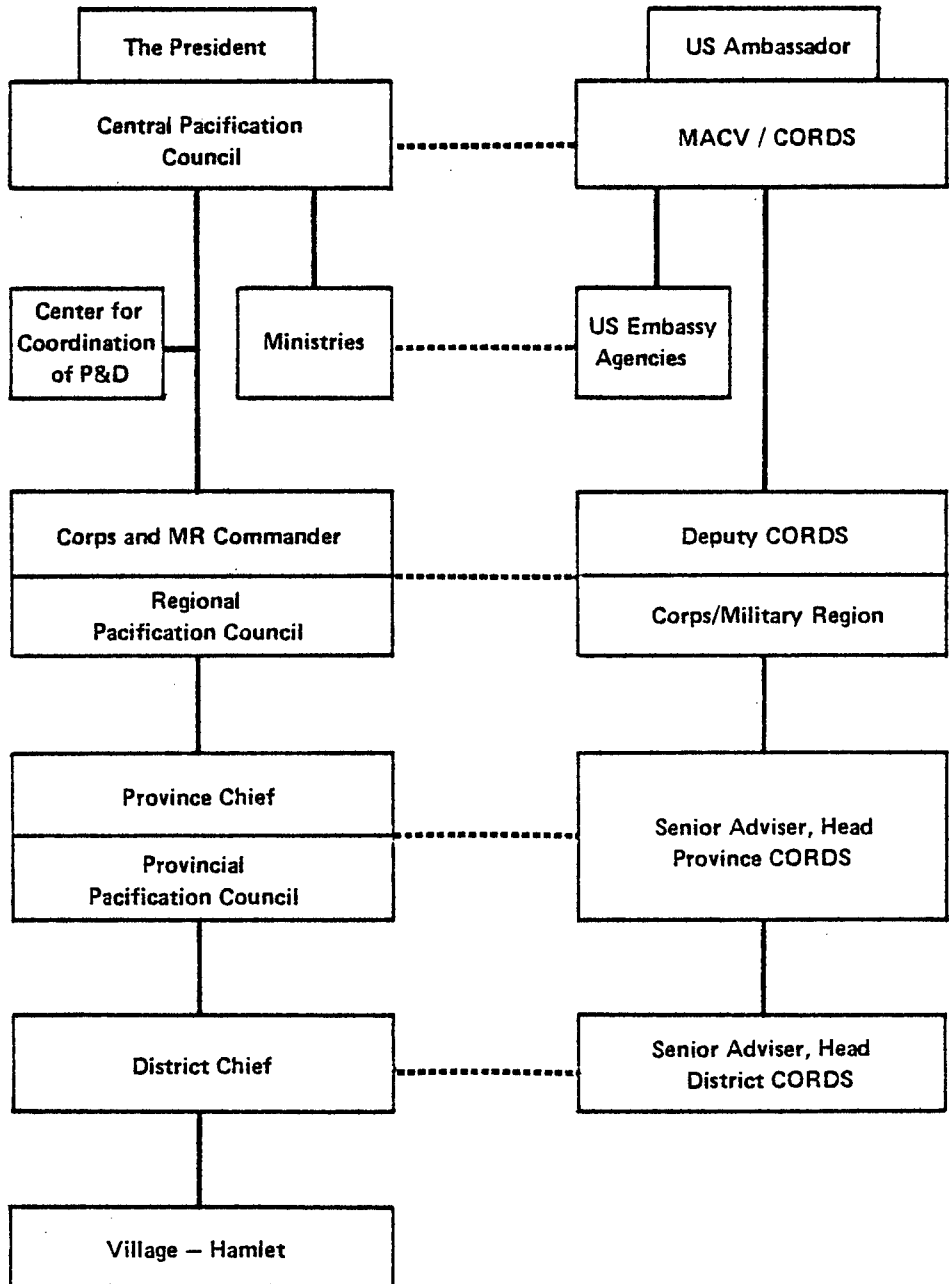 The President
US Ambassador
Central Pacification
Council
MACV / CORDS
Center for
Coordination
of P&D
Ministries
US Embassy
Agencies
Corps and MR Commander
Regional
Pacification Council
Deputy CORDS
Corps/Military Region
Province Chief
Provincial
Pacification Council
Senior Adviser, Head
Province CORDS
District Chief
Senior Adviser, Head
District CORDS
Village — Hamlet